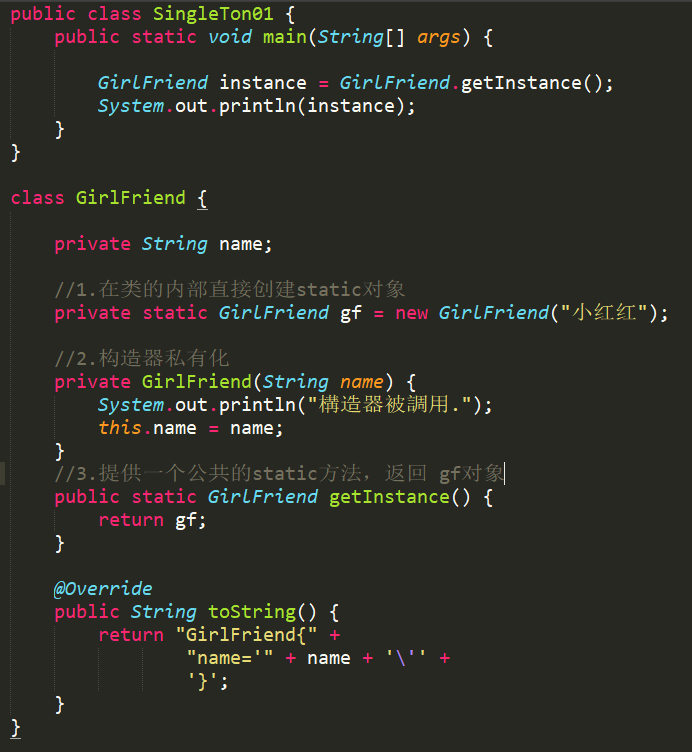 public class SingleTon01 {
    public static void main(String[] args) {
        GirlFriend instance = GirlFriend.getInstance();
        System.out.println(instance);
    }
}
class GirlFriend {
    private String name;
    //1.在类的内部直接创建static对象
    private static GirlFriend gf = new GirlFriend("小红红");
    //2.构造器私有化
    private GirlFriend(String name) {
        System.out.println("構造器被調用.");
        this.name = name;
    }
    //3.提供一个公共的static方法，返回 gf对象
    public static GirlFriend getInstance() {
        return gf;
    }
    @Override
    public String toString() {
        return "GirlFriend{" +
                "name='" + name + '\'' +
                '}';
    }
}